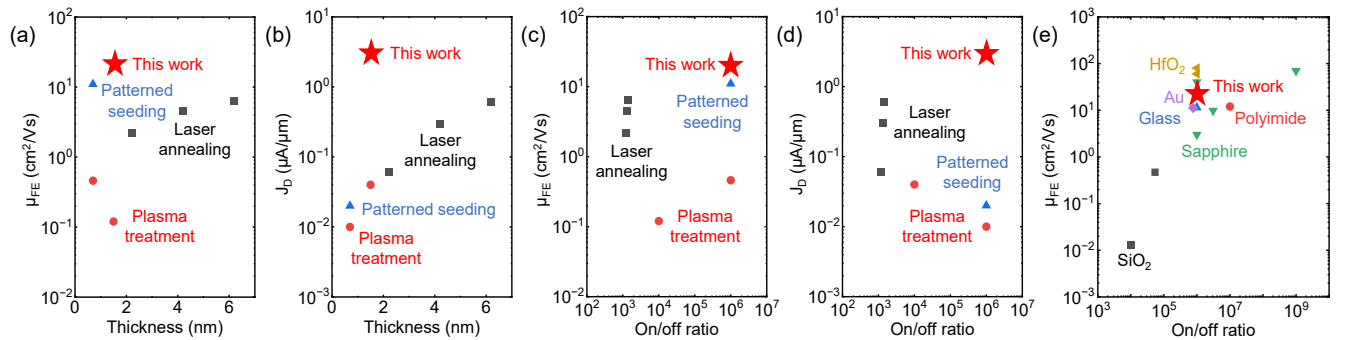 (a)
10²
10¹
10⁰
10⁻¹
10⁻²
μFE (cm²/Vs)
0
2
4
6
Thickness (nm)
This work
Patterned
seeding
Laser
annealing
Plasma
treatment
(b)
10¹
10⁰
10⁻¹
10⁻²
10⁻³
JD (μA/μm)
0
2
4
6
Thickness (nm)
This work
Laser
annealing
Patterned seeding
Plasma
treatment
(c)
10²
10¹
10⁰
10⁻¹
10⁻²
μFE (cm²/Vs)
10² 10³ 10⁴ 10⁵ 10⁶ 10⁷
On/off ratio
This work
Patterned
seeding
Laser
annealing
Plasma
treatment
(d)
10¹
10⁰
10⁻¹
10⁻²
10⁻³
JD (μA/μm)
10² 10³ 10⁴ 10⁵ 10⁶ 10⁷
On/off ratio
This work
Laser
annealing
Patterned
seeding
Plasma
treatment
(e)
10³
10²
10¹
10⁰
10⁻¹
10⁻²
10⁻³
μFE (cm²/Vs)
10³
10⁵
10⁷
10⁹
On/off ratio
HfO₂
This work
Au
Glass
Polyimide
Sapphire
SiO₂